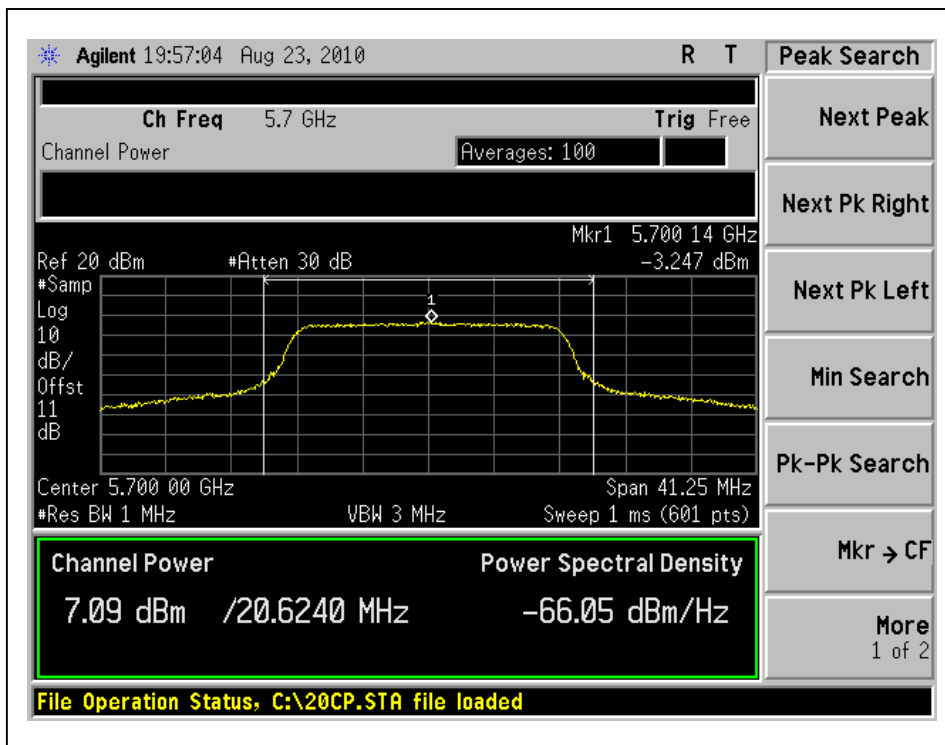 Agilent 19:57:04 Aug 23, 2010 R T
Peak Search
Ch Freq 5.7 GHz Trig Free
Channel Power Averages: 100
Mkr1 5.700 14 GHz
Ref 20 dBm #Atten 30 dB -3.247 dBm
#Samp
Log
10
dB/
Offst
11
dB
1
Center 5.700 00 GHz Span 41.25 MHz
#Res BW 1 MHz VBW 3 MHz Sweep 1 ms (601 pts)
Channel Power Power Spectral Density
7.09 dBm /20.6240 MHz -66.05 dBm/Hz
File Operation Status, C:\20CP.STA file loaded
Next Peak
Next Pk Right
Next Pk Left
Min Search
Pk-Pk Search
Mkr → CF
More
1 of 2